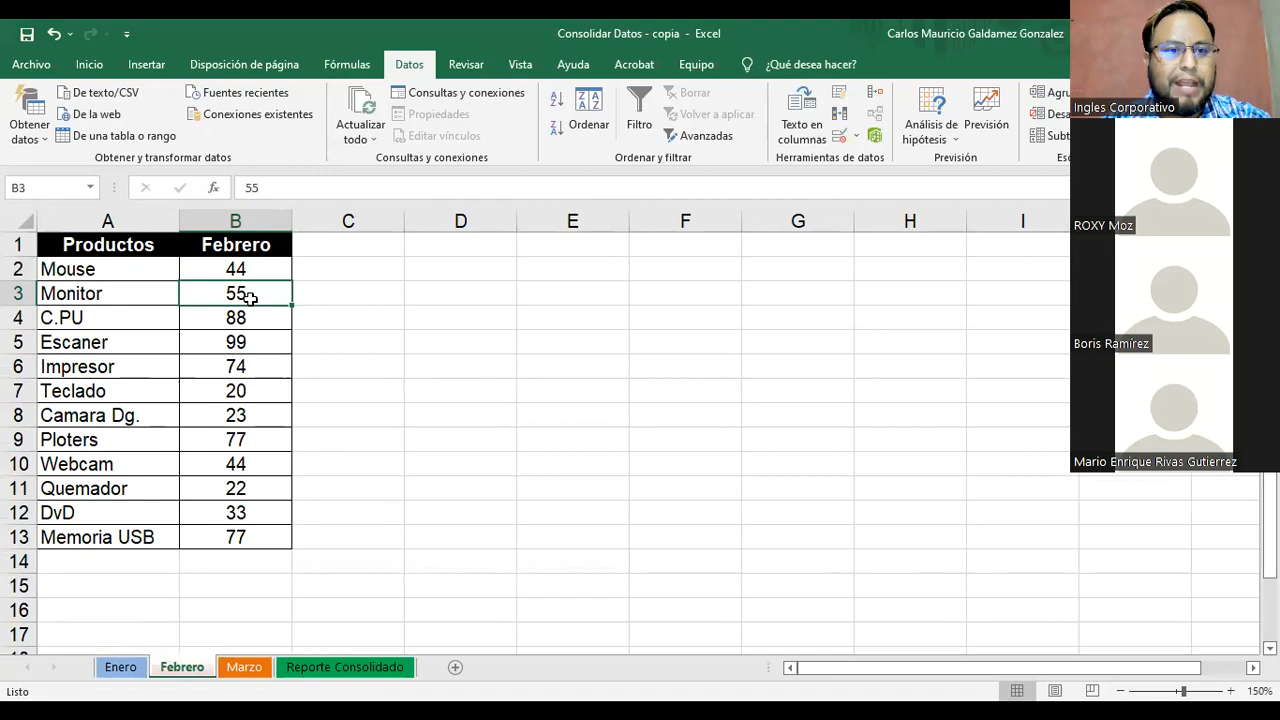 Consolidar Datos - copia - Excel
Carlos Mauricio Galdamez Gonzalez
Archivo Inicio Insertar Disposición de página Fórmulas Datos Revisar Vista Ayuda Acrobat Equipo ¿Qué desea hacer?
Obtener datos
De texto/CSV
De la web
De una tabla o rango
Fuentes recientes
Conexiones existentes
Obtener y transformar datos
Actualizar todo
Consultas y conexiones
Propiedades
Editar vínculos
Consultas y conexiones
Ordenar
Filtro
Borrar
Volver a aplicar
Avanzadas
Ordenar y filtrar
Texto en columnas
Herramientas de datos
Análisis de hipótesis
Previsión
Previsión
B3
fx
55
A B C D E F G H I
1 Productos Febrero
2 Mouse 44
3 Monitor 55
4 C.PU 88
5 Escaner 99
6 Impresor 74
7 Teclado 20
8 Camara Dg. 23
9 Ploters 77
10 Webcam 44
11 Quemador 22
12 DvD 33
13 Memoria USB 77
14
15
16
17
Enero Febrero Marzo Reporte Consolidado
Listo
150%
Ingles Corporativo
ROXY Moz
Boris Ramírez
Mario Enrique Rivas Gutierrez